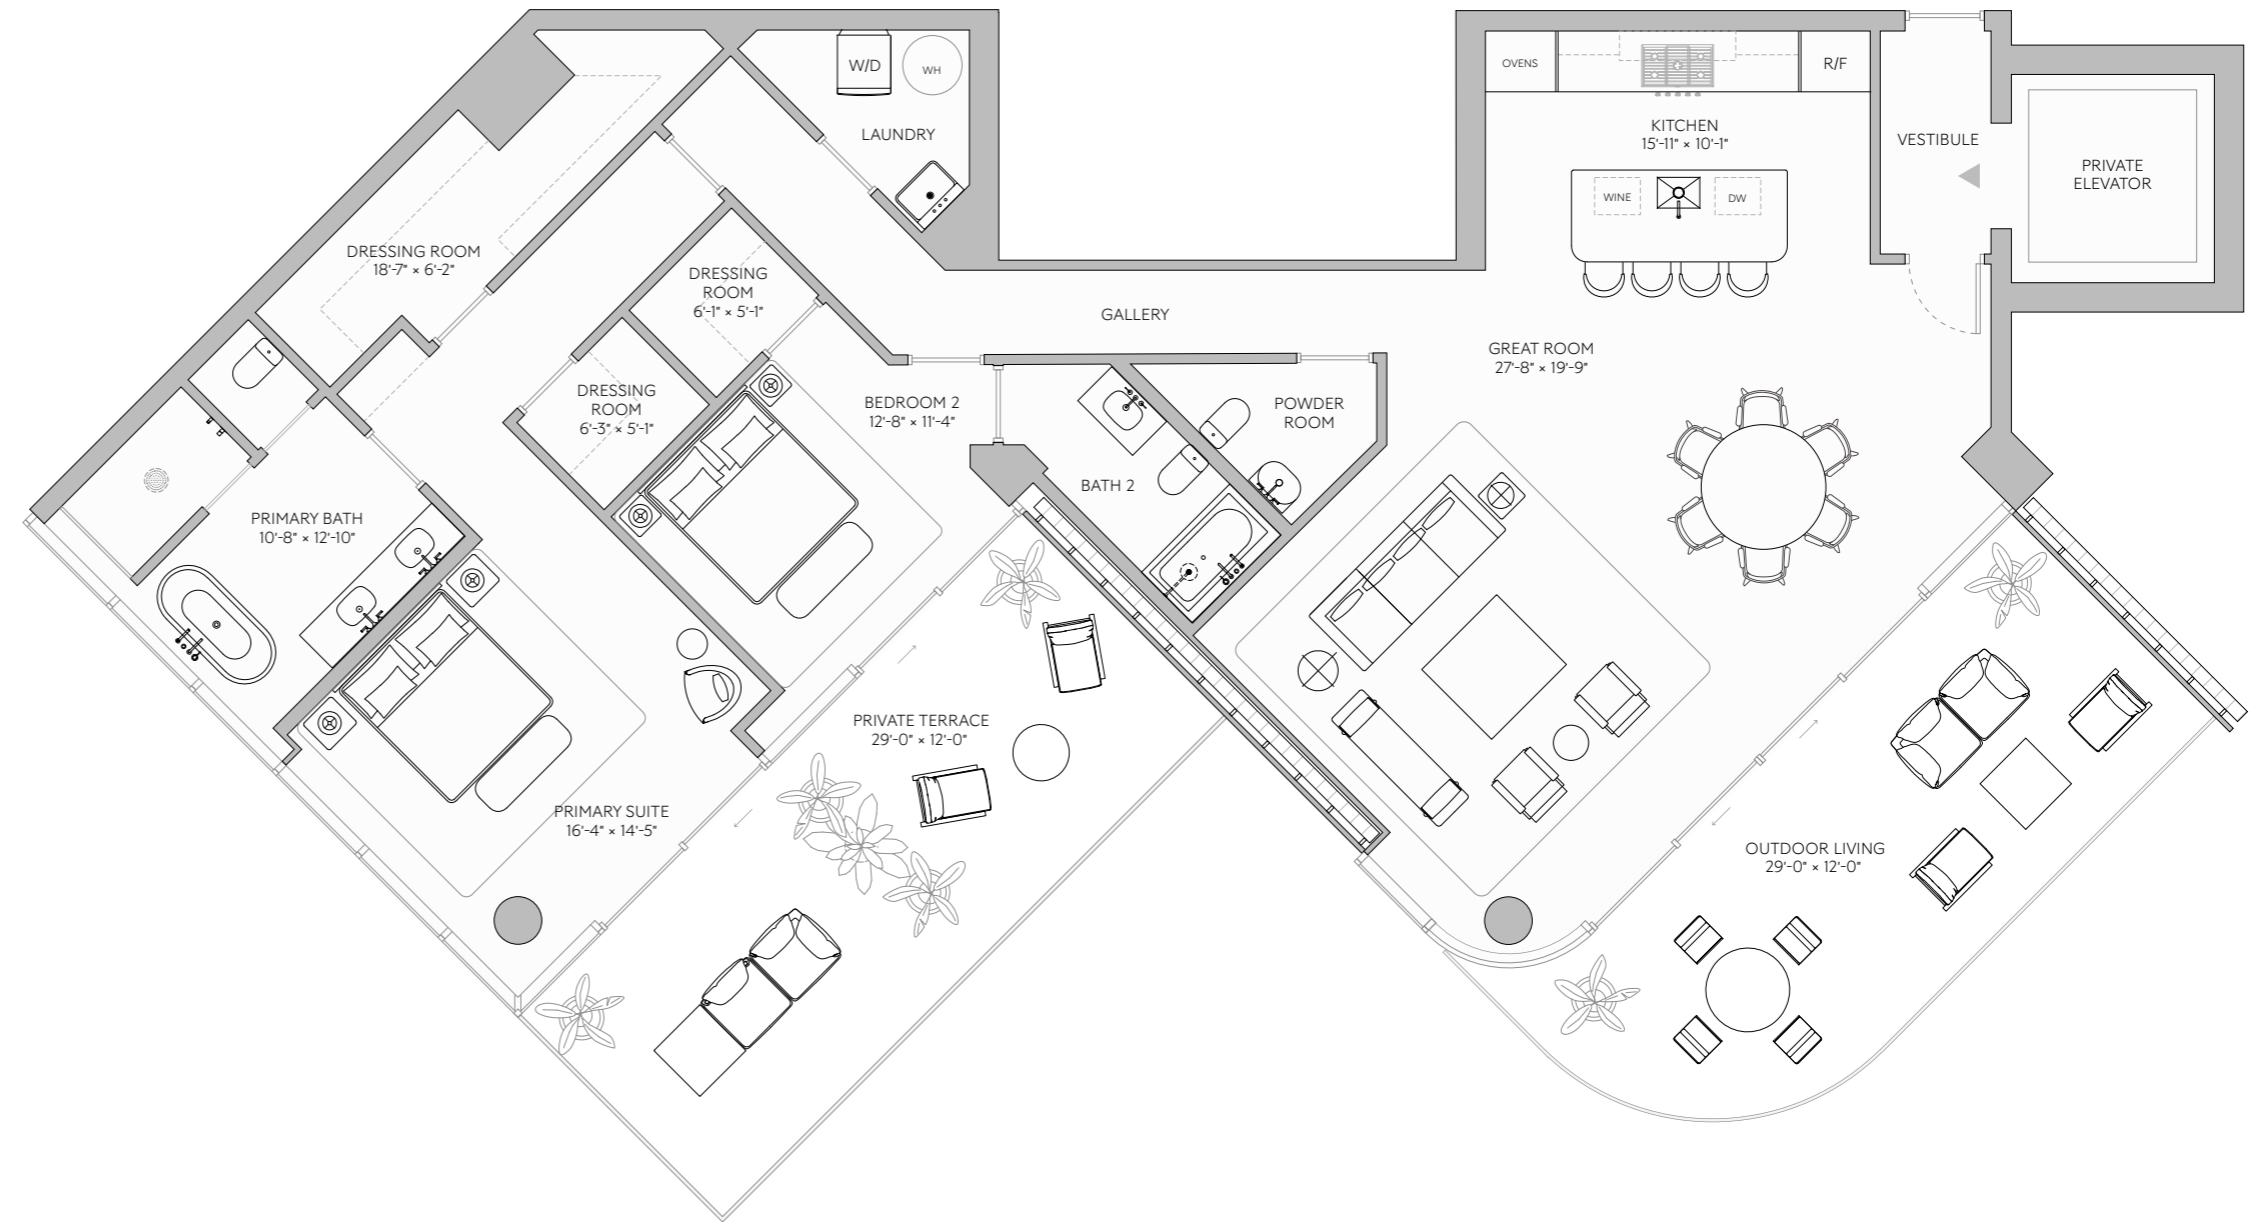 W/D
WH
LAUNDRY
OVENS
R/F
KITCHEN
15'-11" × 10'-1"
WINE
DW
VESTIBULE
PRIVATE
ELEVATOR
DRESSING ROOM
18'-7" × 6'-2"
DRESSING
ROOM
6'-1" × 5'-1"
GALLERY
GREAT ROOM
27'-8" × 19'-9"
DRESSING
ROOM
6'-3" × 5'-1"
BEDROOM 2
12'-8" × 11'-4"
POWDER
ROOM
BATH 2
PRIMARY BATH
10'-8" × 12'-10"
PRIVATE TERRACE
29'-0" × 12'-0"
PRIMARY SUITE
16'-4" × 14'-5"
OUTDOOR LIVING
29'-0" × 12'-0"